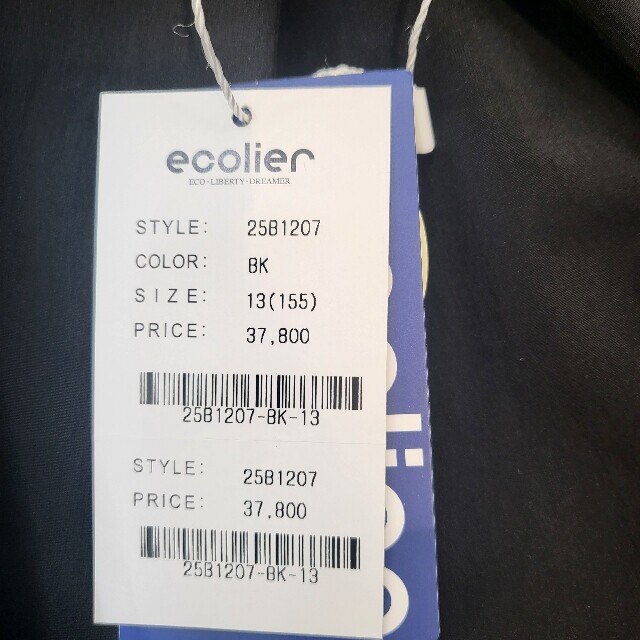 ecolier
ECO-LIBERTY-DREAMER
STYLE: 25B1207
COLOR: BK
SIZE: 13(155)
PRICE: 37,800
25B1207-BK-13
STYLE: 25B1207
PRICE: 37,800
25B1207-BK-13